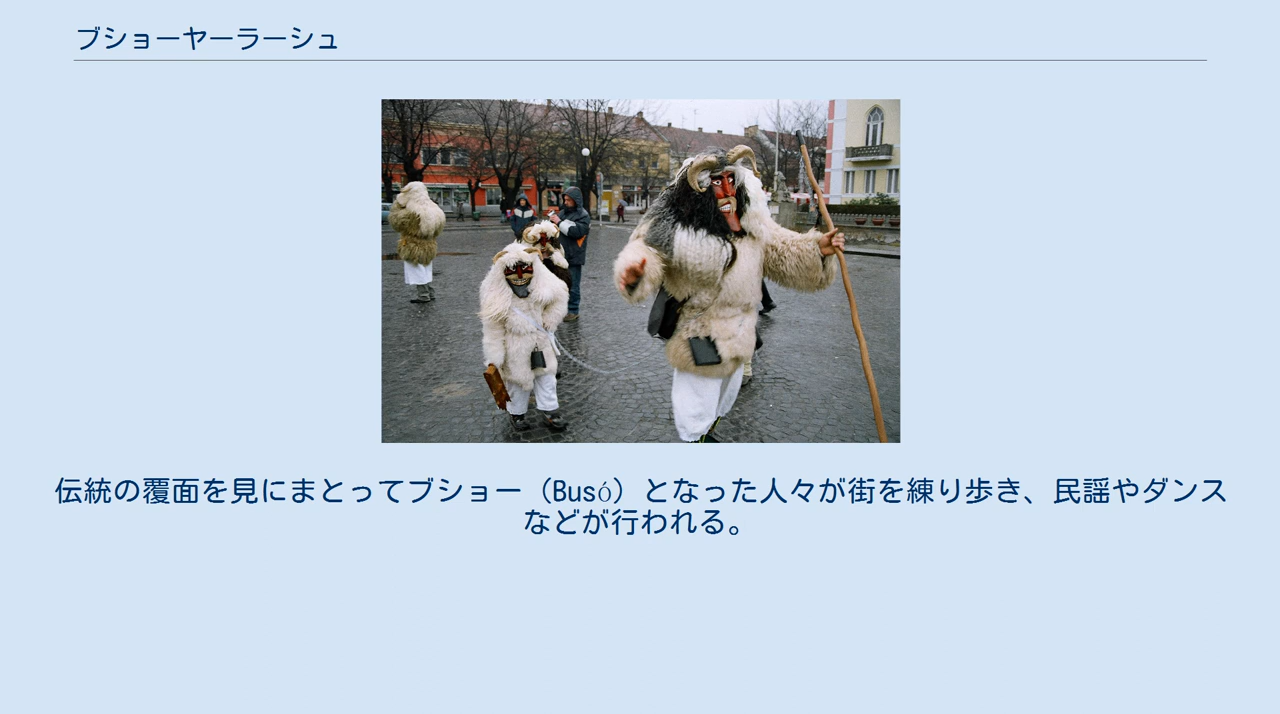 ブショーヤーラーシュ
伝統の覆面を見にまとってブショー（Busó）となった人々が街を練り歩き、民謡やダンス
などが行われる。